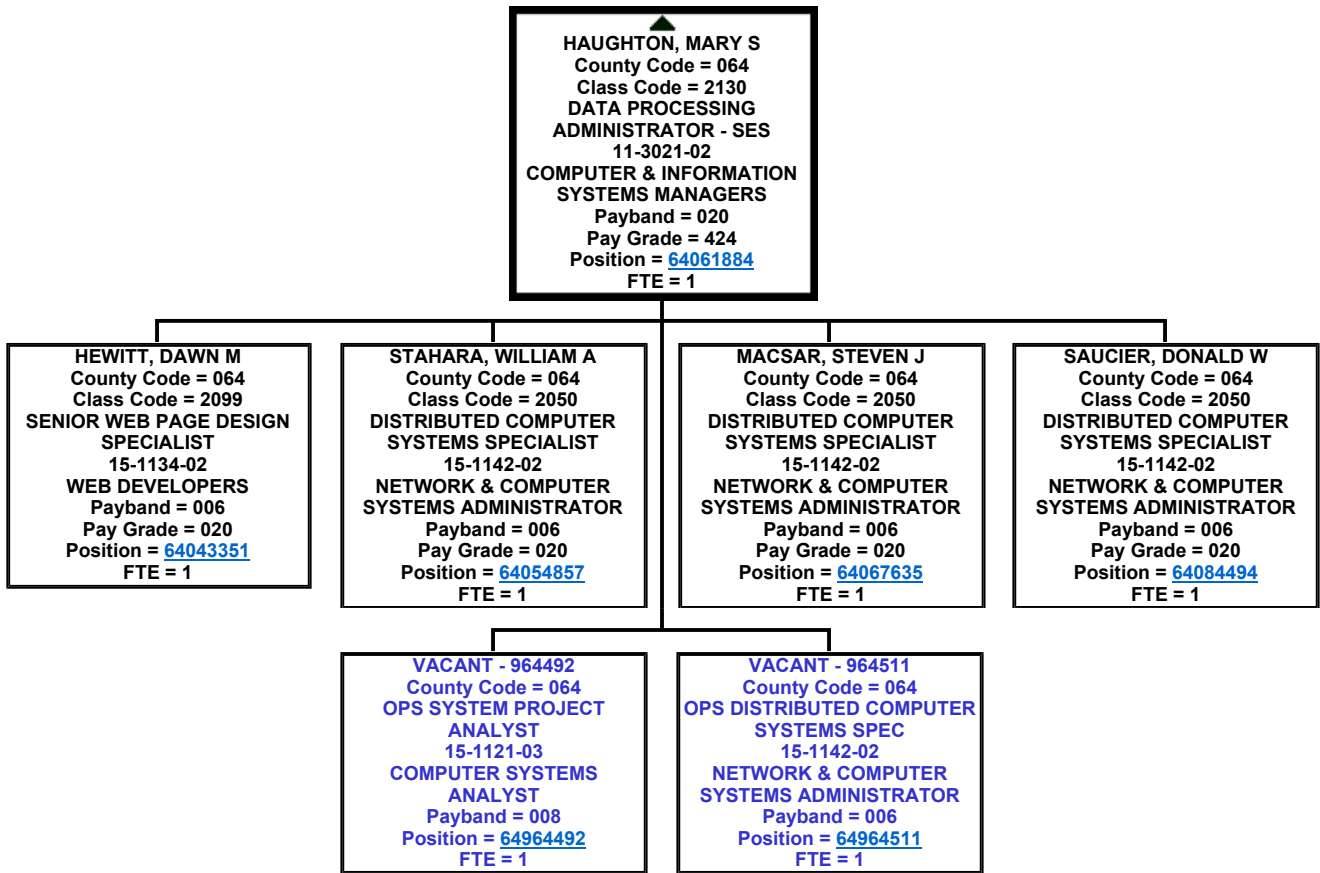 HAUGHTON, MARY S
County Code = 064
Class Code = 2130
DATA PROCESSING
ADMINISTRATOR - SES
11-3021-02
COMPUTER & INFORMATION
SYSTEMS MANAGERS
Payband = 020
Pay Grade = 424
Position = 64061884
FTE = 1
HEWITT, DAWN M
County Code = 064
Class Code = 2099
SENIOR WEB PAGE DESIGN
SPECIALIST
15-1134-02
WEB DEVELOPERS
Payband = 006
Pay Grade = 020
Position = 64043351
FTE = 1
STAHARA, WILLIAM A
County Code = 064
Class Code = 2050
DISTRIBUTED COMPUTER
SYSTEMS SPECIALIST
15-1142-02
NETWORK & COMPUTER
SYSTEMS ADMINISTRATOR
Payband = 006
Pay Grade = 020
Position = 64054857
FTE = 1
MACSAR, STEVEN J
County Code = 064
Class Code = 2050
DISTRIBUTED COMPUTER
SYSTEMS SPECIALIST
15-1142-02
NETWORK & COMPUTER
SYSTEMS ADMINISTRATOR
Payband = 006
Pay Grade = 020
Position = 64067635
FTE = 1
SAUCIER, DONALD W
County Code = 064
Class Code = 2050
DISTRIBUTED COMPUTER
SYSTEMS SPECIALIST
15-1142-02
NETWORK & COMPUTER
SYSTEMS ADMINISTRATOR
Payband = 006
Pay Grade = 020
Position = 64084494
FTE = 1
VACANT - 964492
County Code = 064
OPS SYSTEM PROJECT
ANALYST
15-1121-03
COMPUTER SYSTEMS
ANALYST
Payband = 008
Position = 64964492
FTE = 1
VACANT - 964511
County Code = 064
OPS DISTRIBUTED COMPUTER
SYSTEMS SPEC
15-1142-02
NETWORK & COMPUTER
SYSTEMS ADMINISTRATOR
Payband = 006
Position = 64964511
FTE = 1